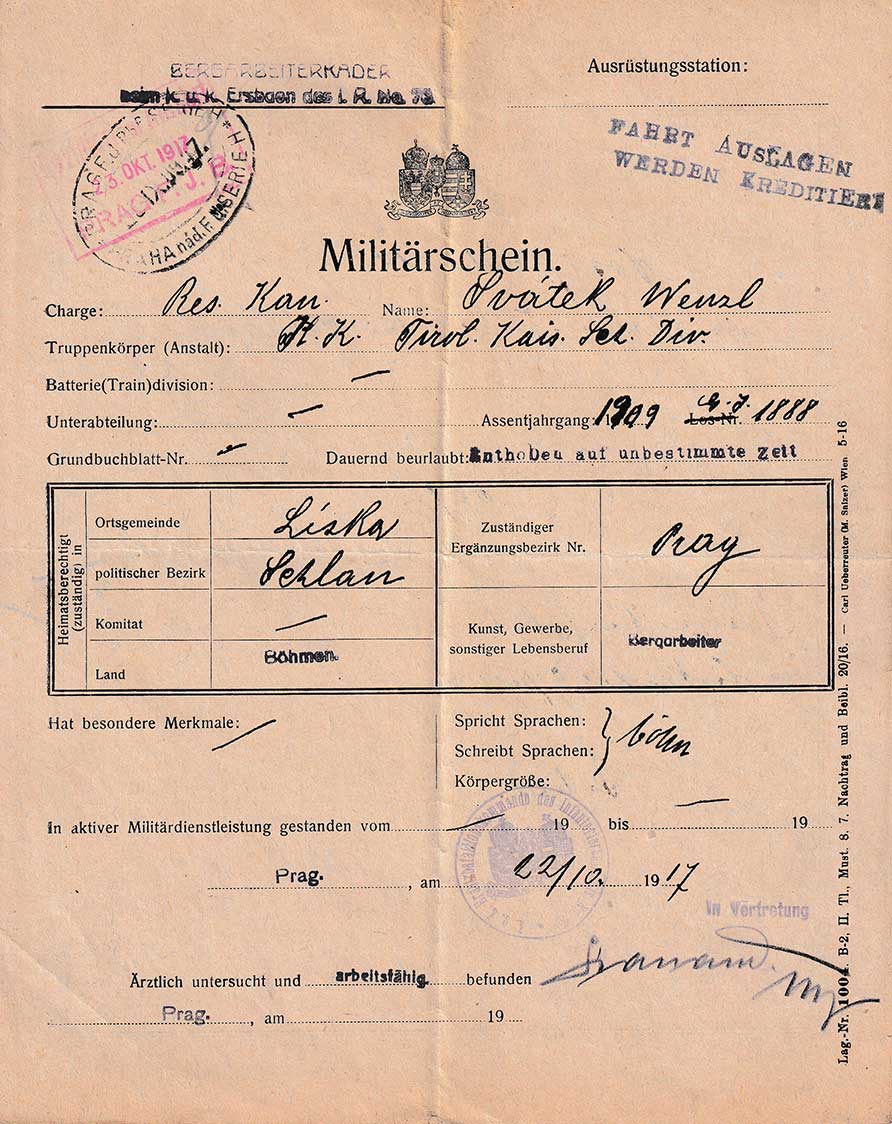 BERGARBEITERKADER
beim k. u. k. Ersbaon des I. R. No. 73
Ausrüstungsstation:
23. OKT. 1917
FAHRT AUSLAGEN
WERDEN KREDITIERT
Militärschein.
Charge: Res. Kan. Name: Svátek Wenzl
Truppenkörper (Anstalt): K. K. Tirol. Kais. Sch. Div.
Batterie(Train)division: —
Unterabteilung: — Assentjahrgang 1909 Los-Nr. G. J. 1888
Grundbuchblatt-Nr. — Dauernd beurlaubt: Enthoben auf unbestimmte Zeit
Heimatsberechtigt
(zuständig) in
Ortsgemeinde Liska
politischer Bezirk Schlan
Komitat —
Land Böhmen.
Zuständiger
Ergänzungsbezirk Nr. Prag
Kunst, Gewerbe,
sonstiger Lebensberuf Bergarbeiter
Hat besondere Merkmale: —
Spricht Sprachen:
Schreibt Sprachen: böhm
Körpergröße: —
In aktiver Militärdienstleistung gestanden vom — 19 bis 19
Prag. , am 22/10. 1917
In Vertretung
Ärztlich untersucht und arbeitsfähig befunden
Prag. , am 19
Lag.-Nr. 1004. B-2, II. Tl., Must. 8. 7. Nachtrag und Beibl. 20/16. — Carl Ueberreuter (M. Salzer) Wien 5-16